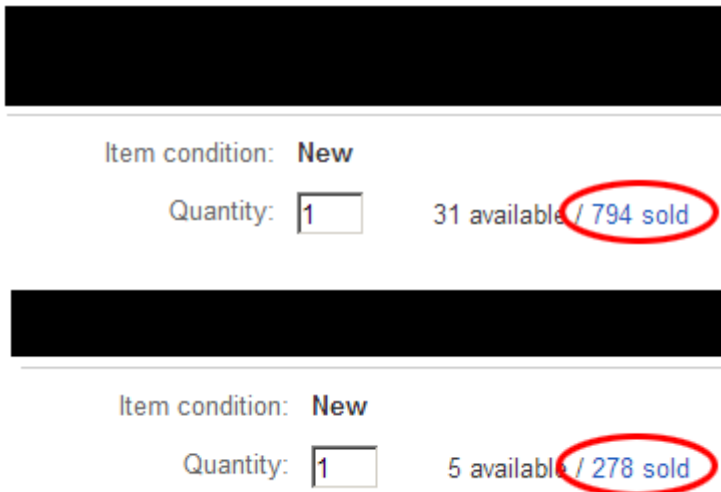 Item condition: New
Quantity: 1 31 available / 794 sold
Item condition: New
Quantity: 1 5 available / 278 sold